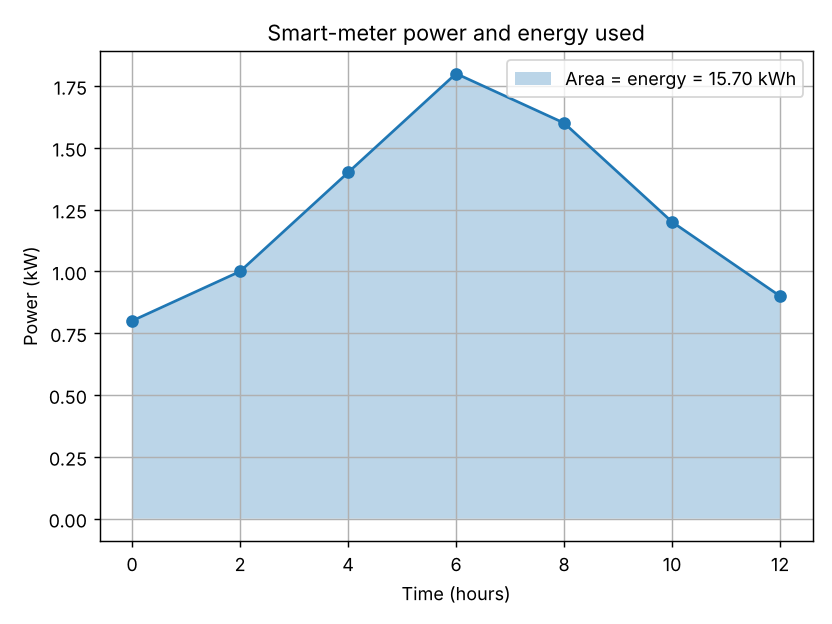 Smart-meter power and energy used
Area = energy = 15.70 kWh
Power (kW)
1.75
1.50
1.25
1.00
0.75
0.50
0.25
0.00
0 2 4 6 8 10 12
Time (hours)